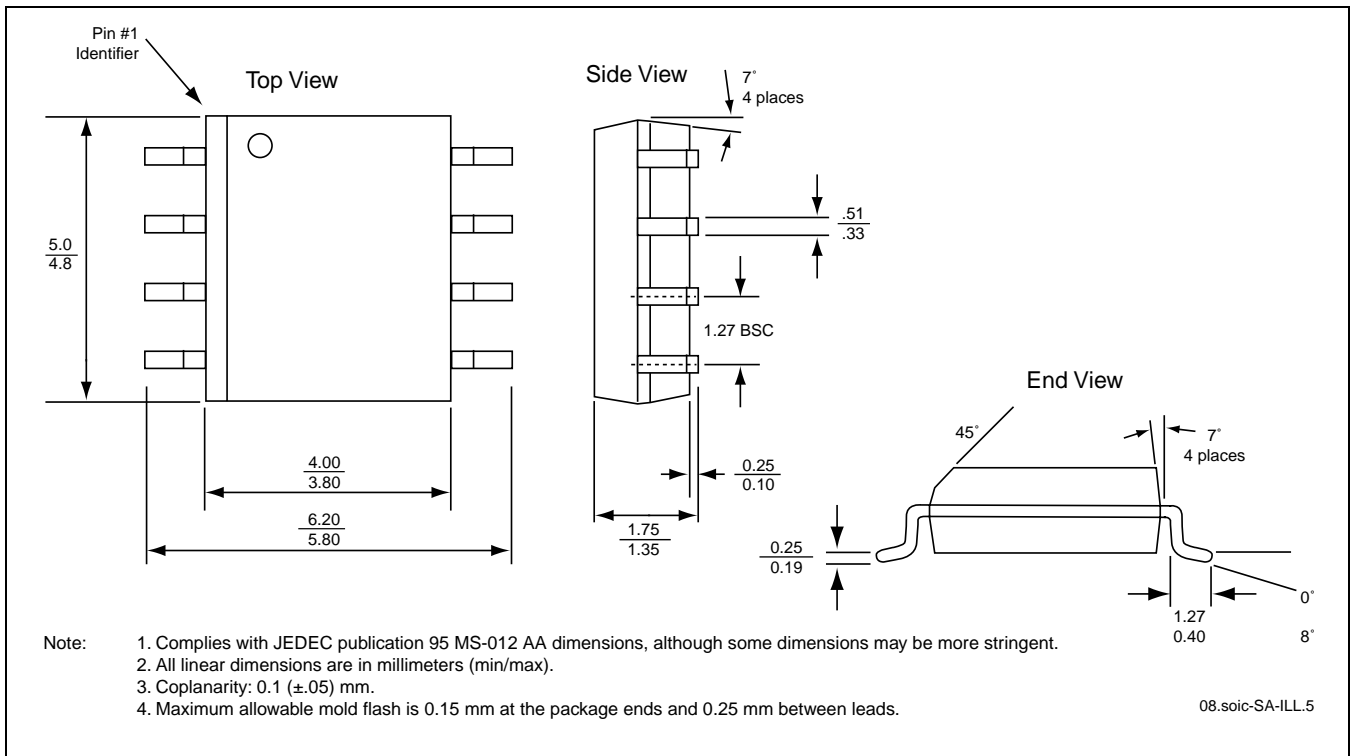 Pin #1
Identifier
Top View
Side View
7°
4 places
5.0
4.8
.51
.33
1.27 BSC
End View
4.00
3.80
6.20
5.80
0.25
0.10
1.75
1.35
45°
7°
4 places
0.25
0.19
1.27
0.40
0°
8°
Note: 1. Complies with JEDEC publication 95 MS-012 AA dimensions, although some dimensions may be more stringent.
2. All linear dimensions are in millimeters (min/max).
3. Coplanarity: 0.1 (±.05) mm.
4. Maximum allowable mold flash is 0.15 mm at the package ends and 0.25 mm between leads.
08.soic-SA-ILL.5